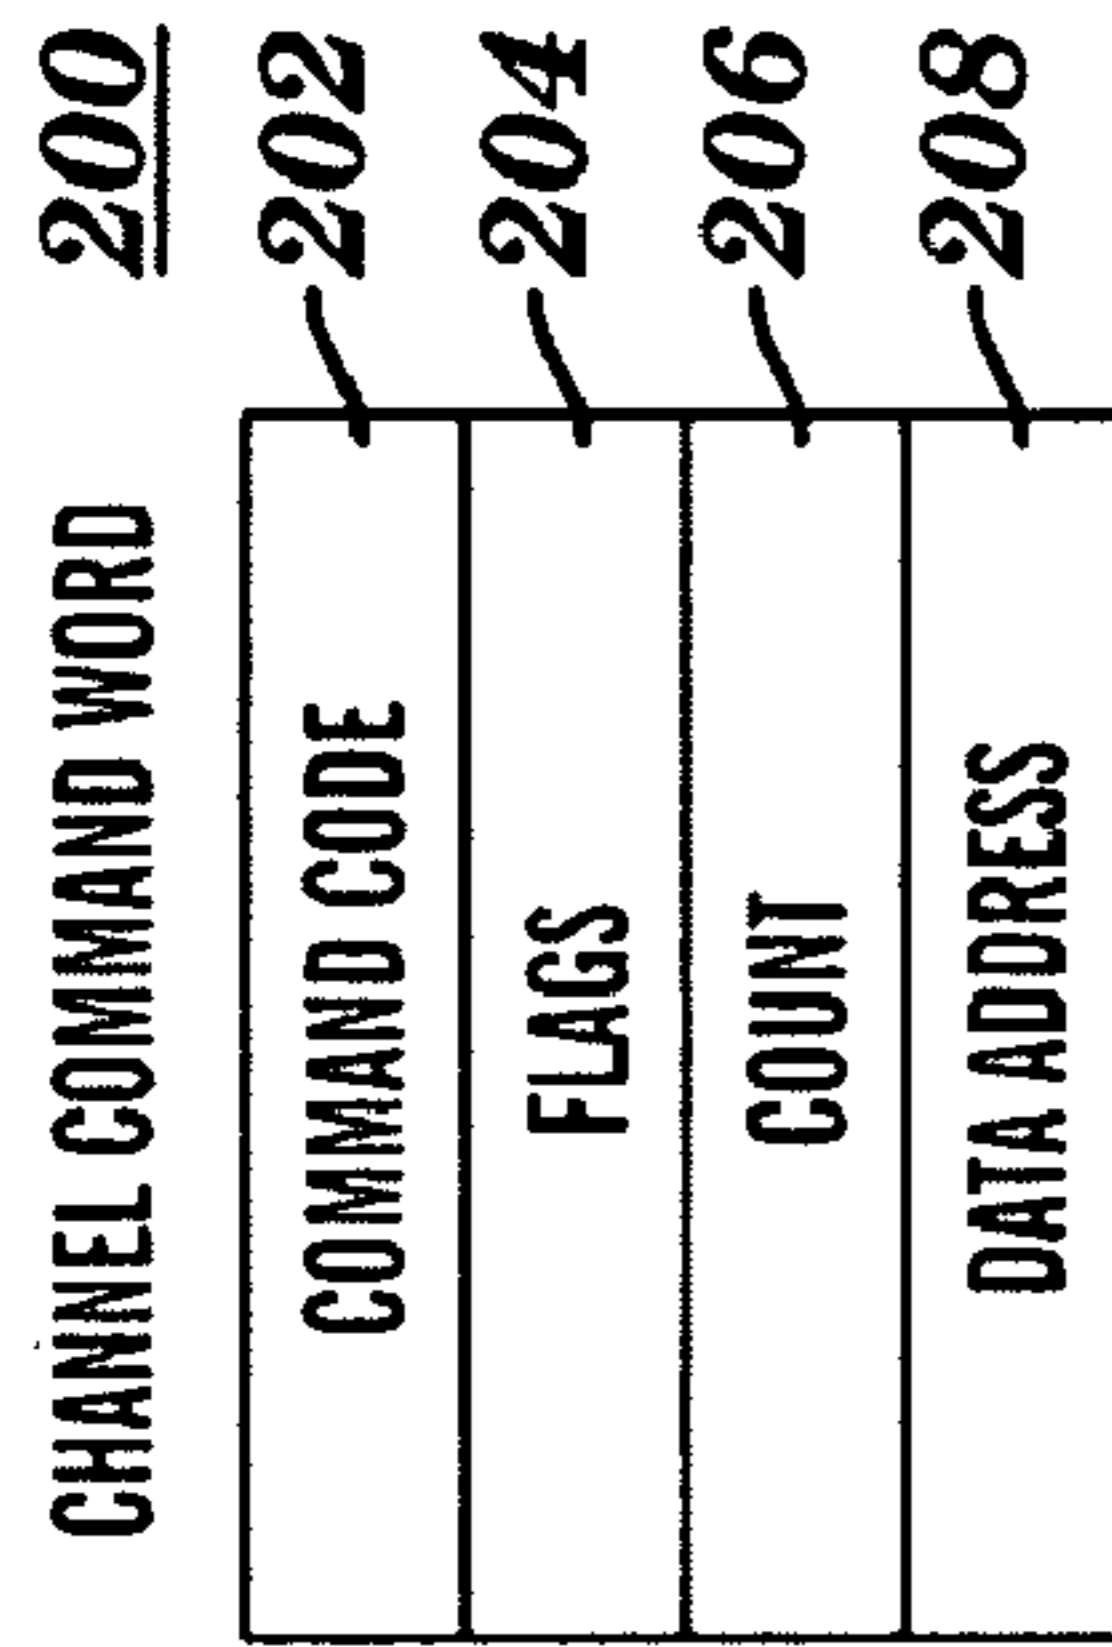 CHANNEL COMMAND WORD 200
COMMAND CODE 202
FLAGS 204
COUNT 206
DATA ADDRESS 208